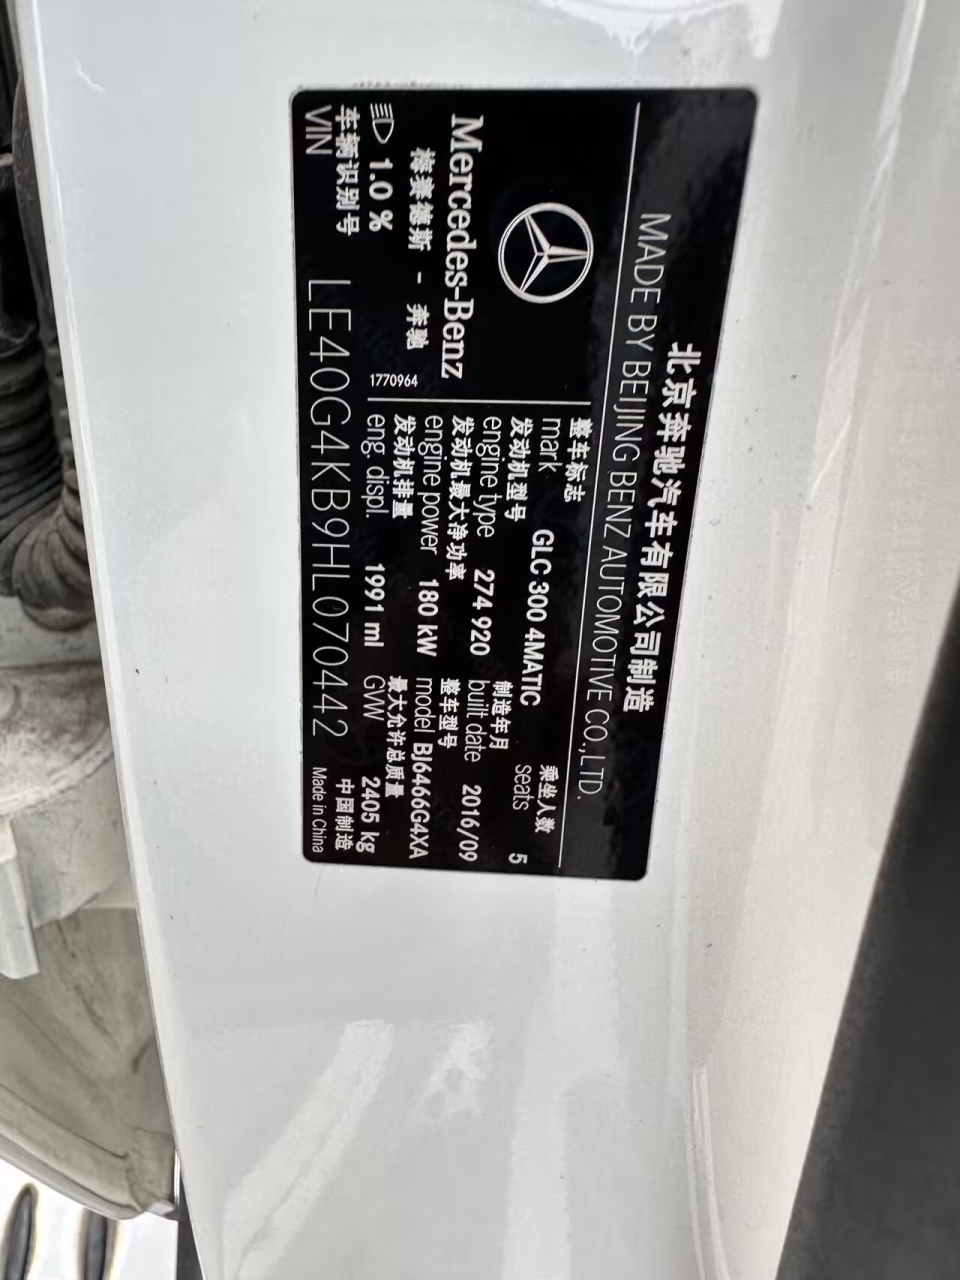 北京奔驰汽车有限公司制造
MADE BY BEIJING BENZ AUTOMOTIVE CO.,LTD.
Mercedes-Benz
梅赛德斯 - 奔驰
1.0 %
1770964
整车标志
mark GLC 300 4MATIC
乘坐人数
seats 5
发动机型号
engine type 274 920
制造年月
built date 2016/09
发动机最大净功率
engine power 180 kW
整车型号
model BJ6466G4XA
发动机排量
eng. displ. 1991 ml
最大允许总质量
GVW 2405 kg
车辆识别号
VIN LE40G4KB9HL070442
中国制造
Made in China